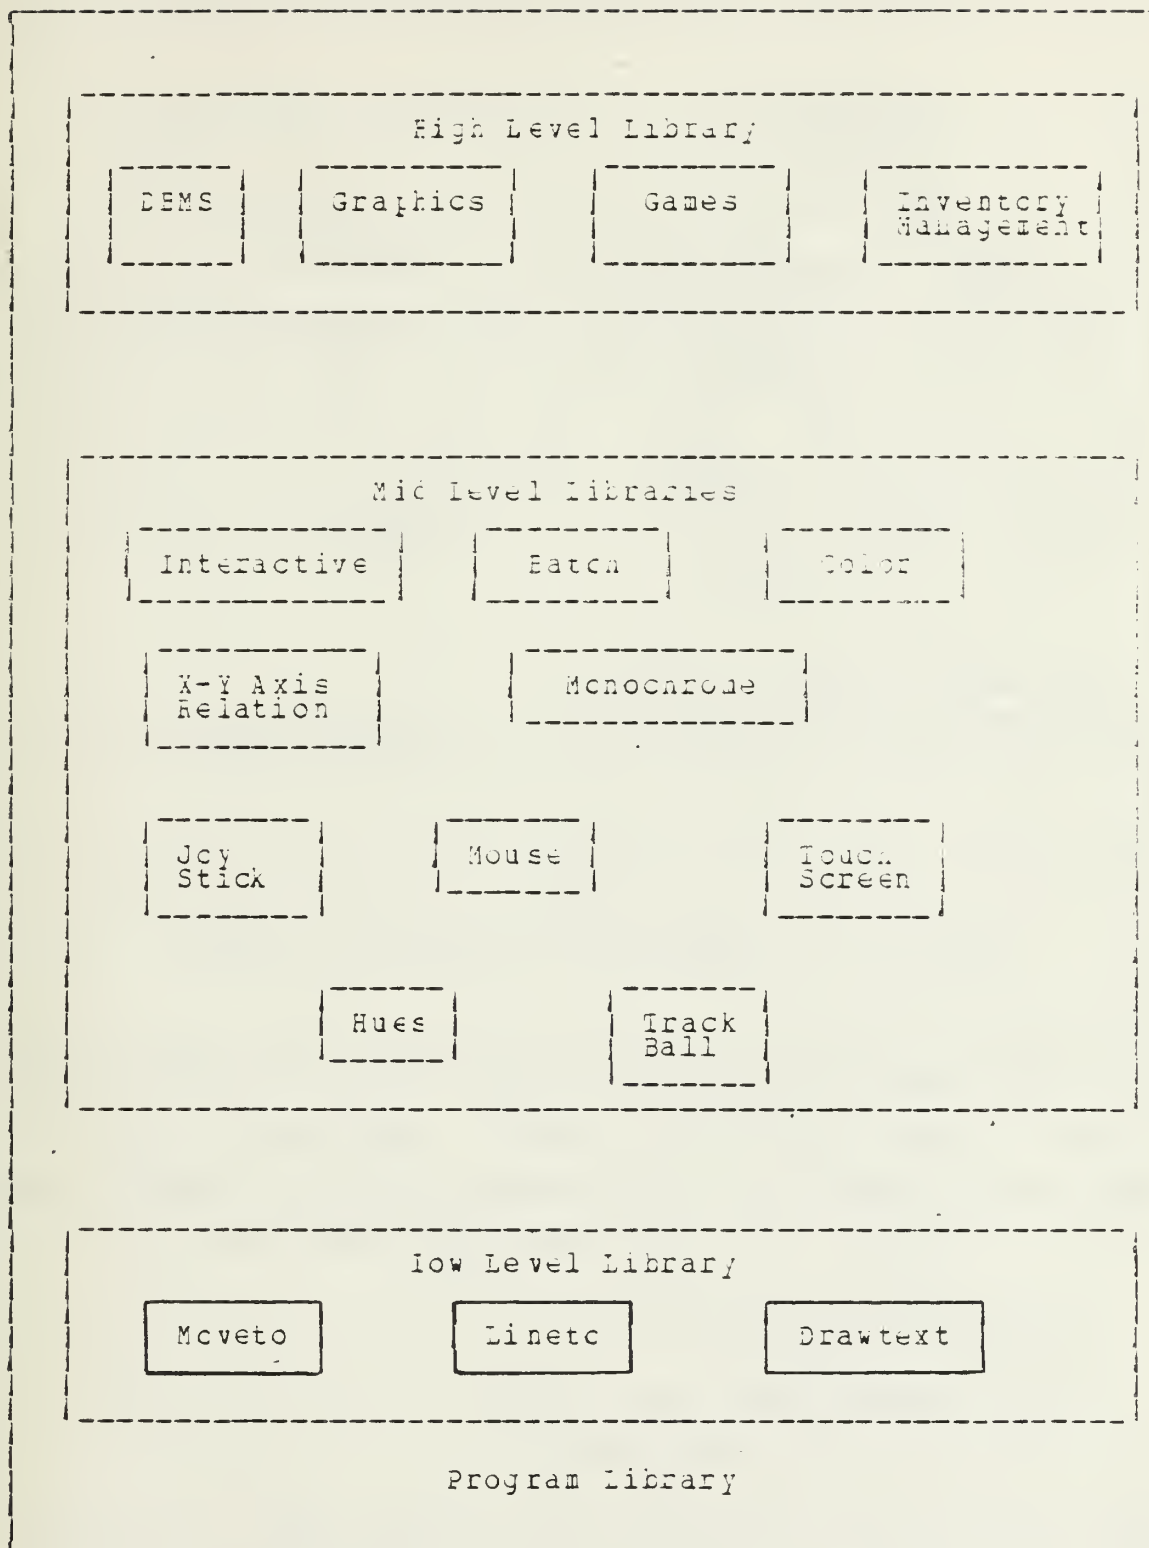 High Level Library
DBMS
Graphics
Games
Inventory
Management
Mid Level Libraries
Interactive
Batch
Color
X-Y Axis
Relation
Monochrome
Joy
Stick
Mouse
Touch
Screen
Hues
Track
Ball
Low Level Library
Moveto
Lineto
Drawtext
Program Library